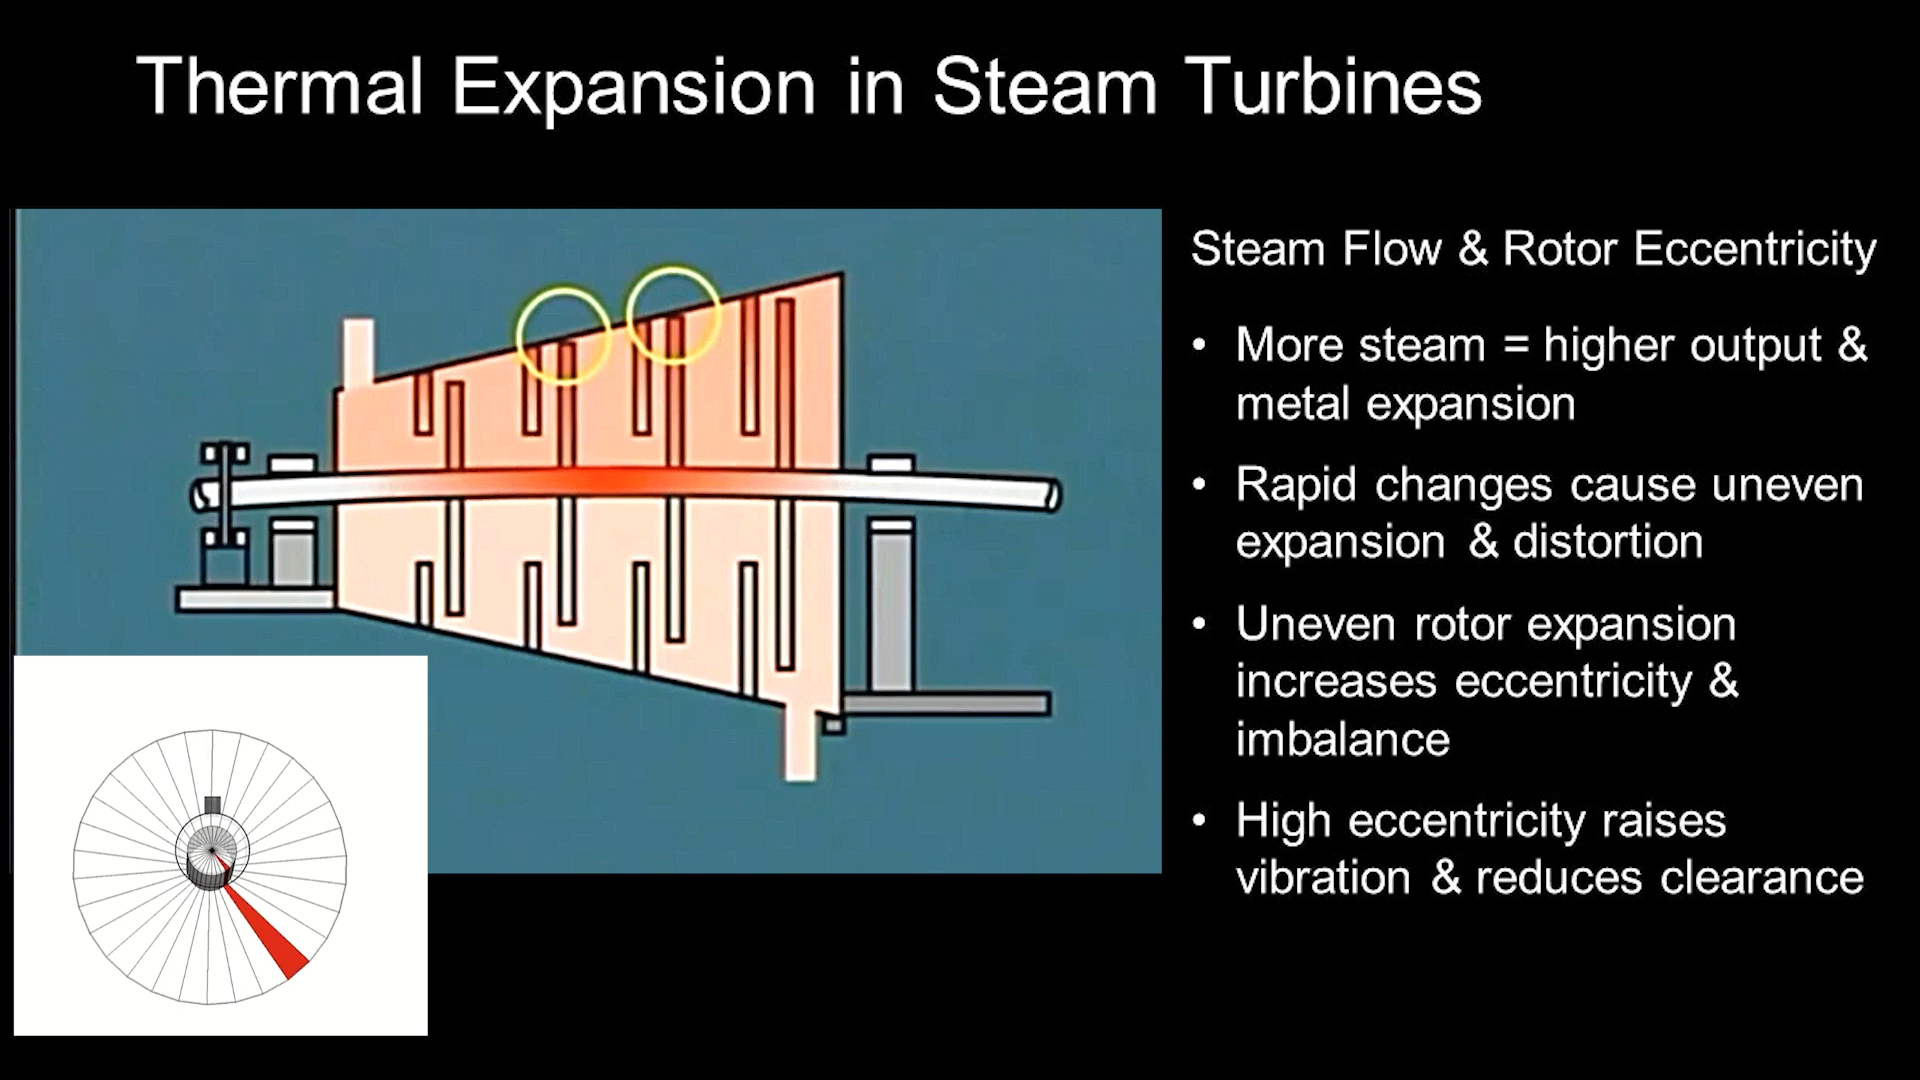 Thermal Expansion in Steam Turbines
Steam Flow & Rotor Eccentricity
• More steam = higher output &
metal expansion
• Rapid changes cause uneven
expansion & distortion
• Uneven rotor expansion
increases eccentricity &
imbalance
• High eccentricity raises
vibration & reduces clearance